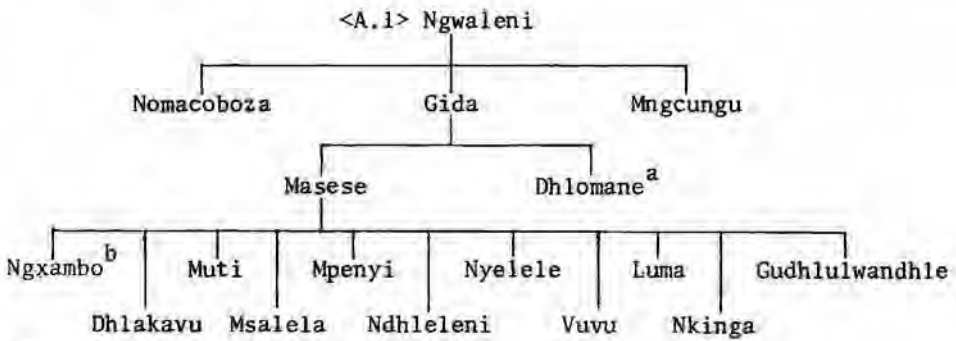 <A.1> Ngwaleni
Nomacoboza Gida Mngcungu
Masese Dhlomane a
Ngxambo b Muti Mpenyi Nyelele Luma Gudhlulwandhle
Dhlakavu Msalela Ndhleleni Vuvu Nkinga